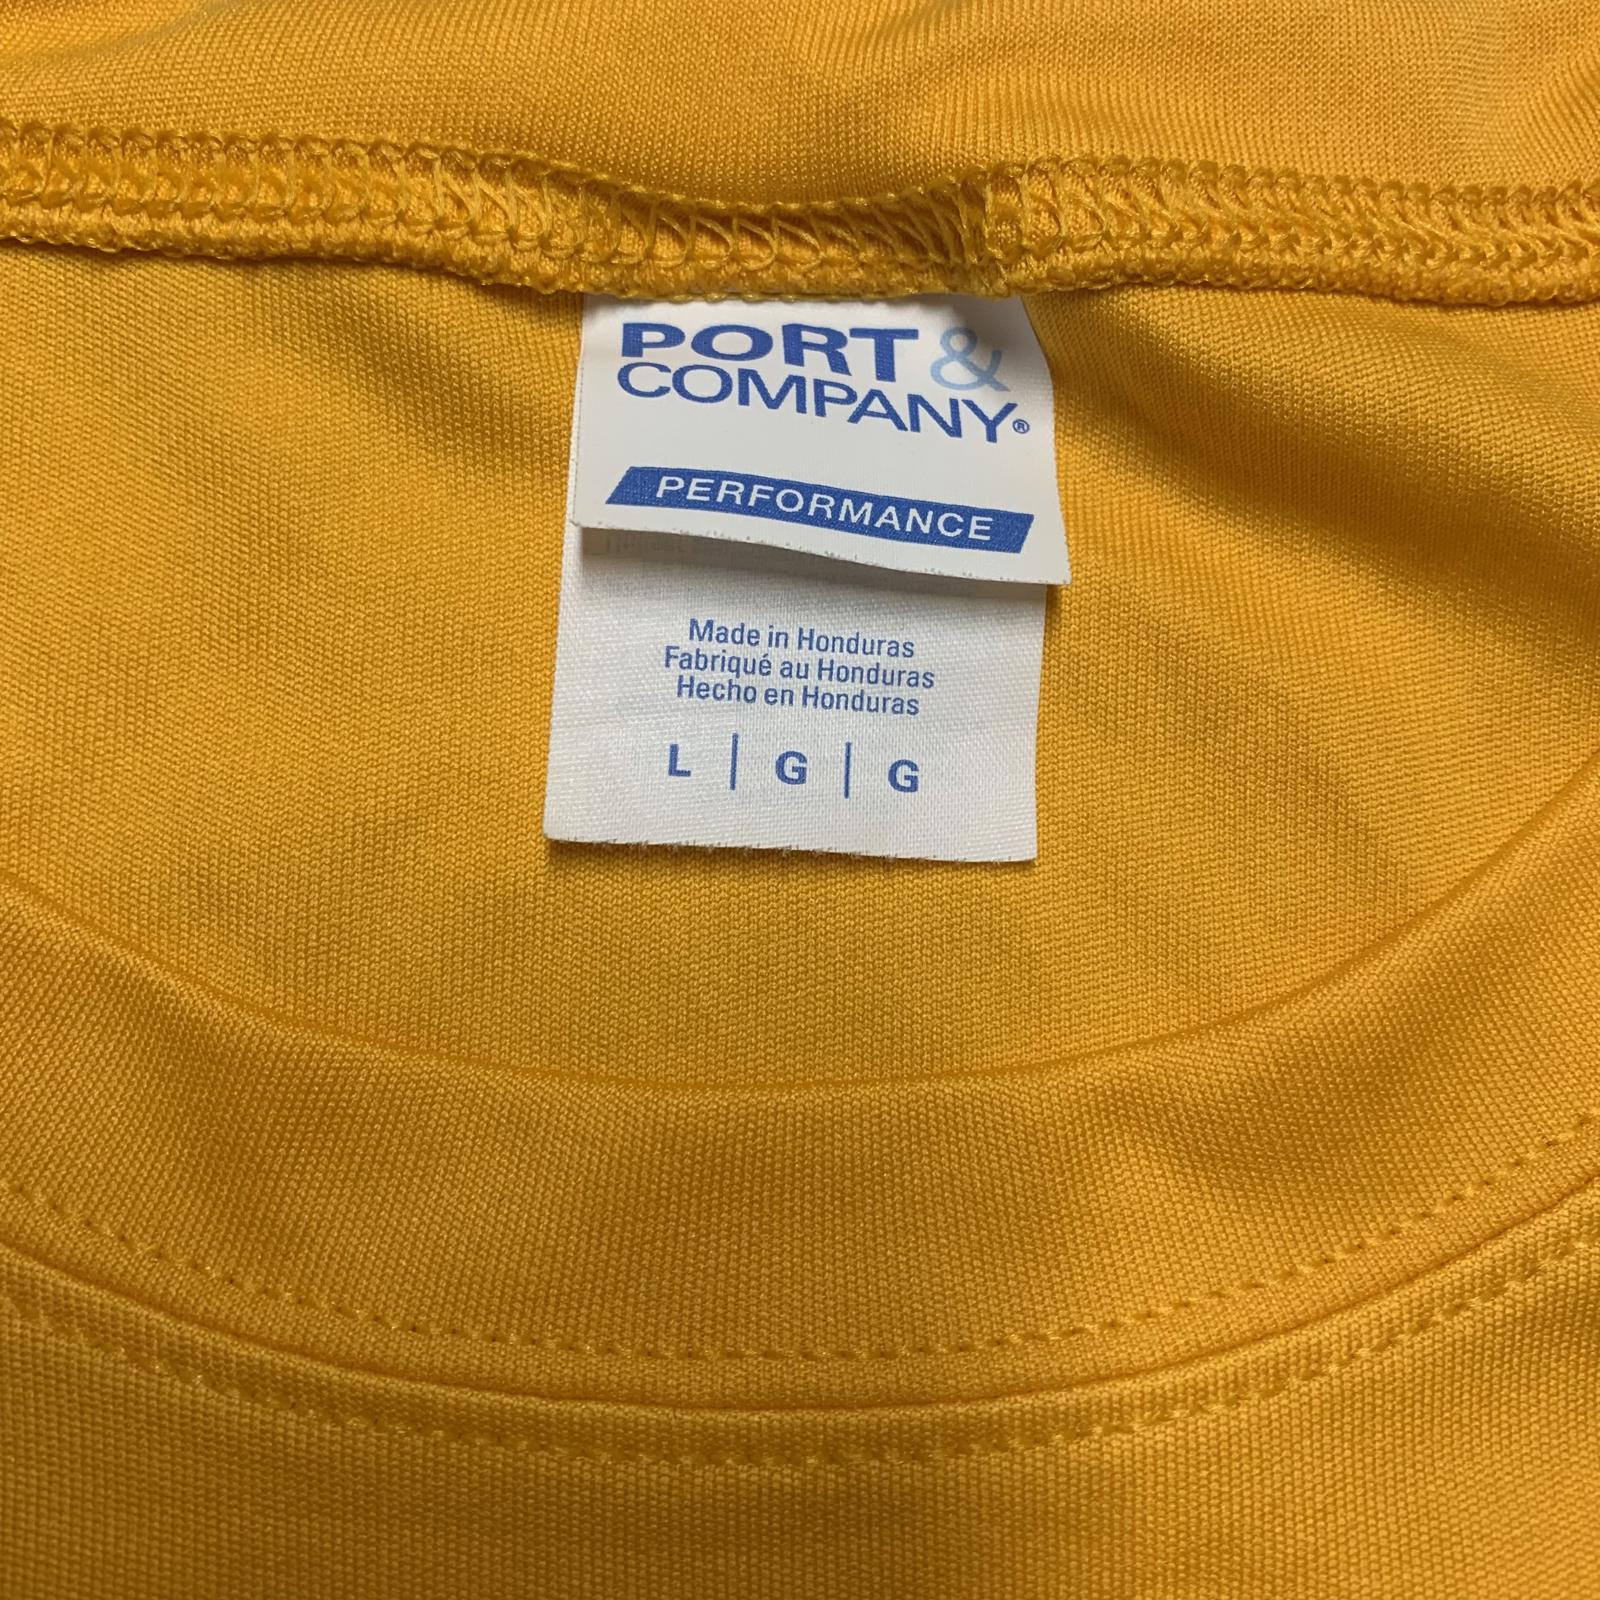 PORT &
COMPANY®
PERFORMANCE
Made in Honduras
Fabriqué au Honduras
Hecho en Honduras
L | G | G